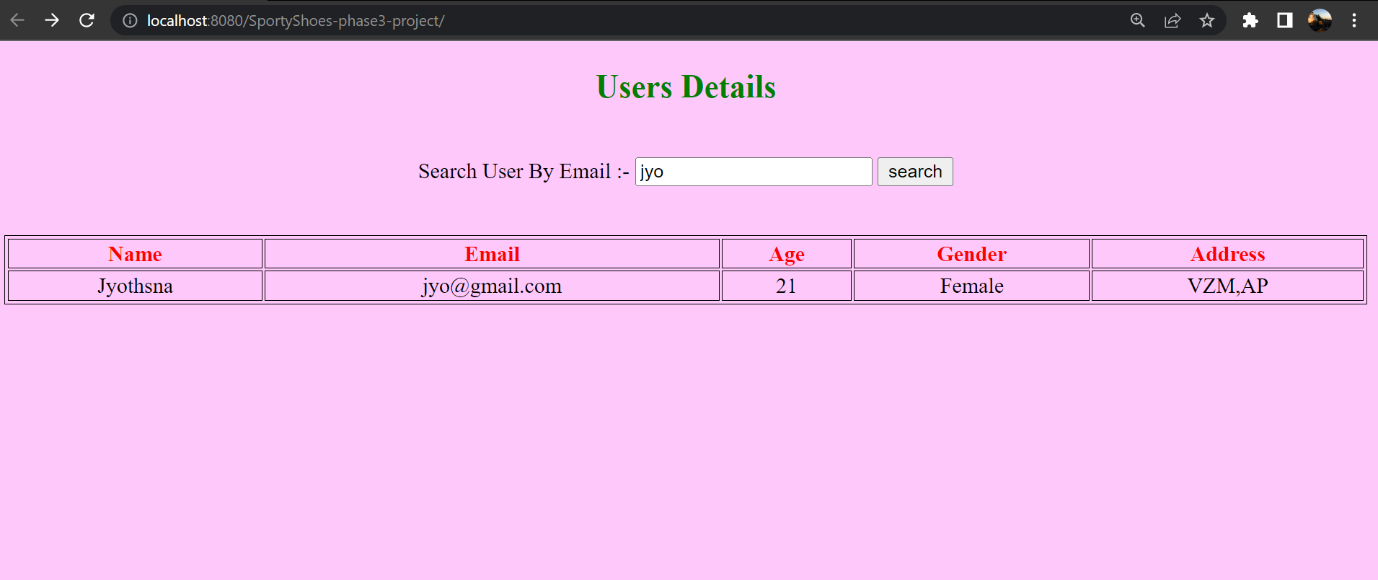 localhost:8080/SportyShoes-phase3-project/
Users Details
Search User By Email :- jyo search
Name Email Age Gender Address
Jyothsna jyo@gmail.com 21 Female VZM,AP